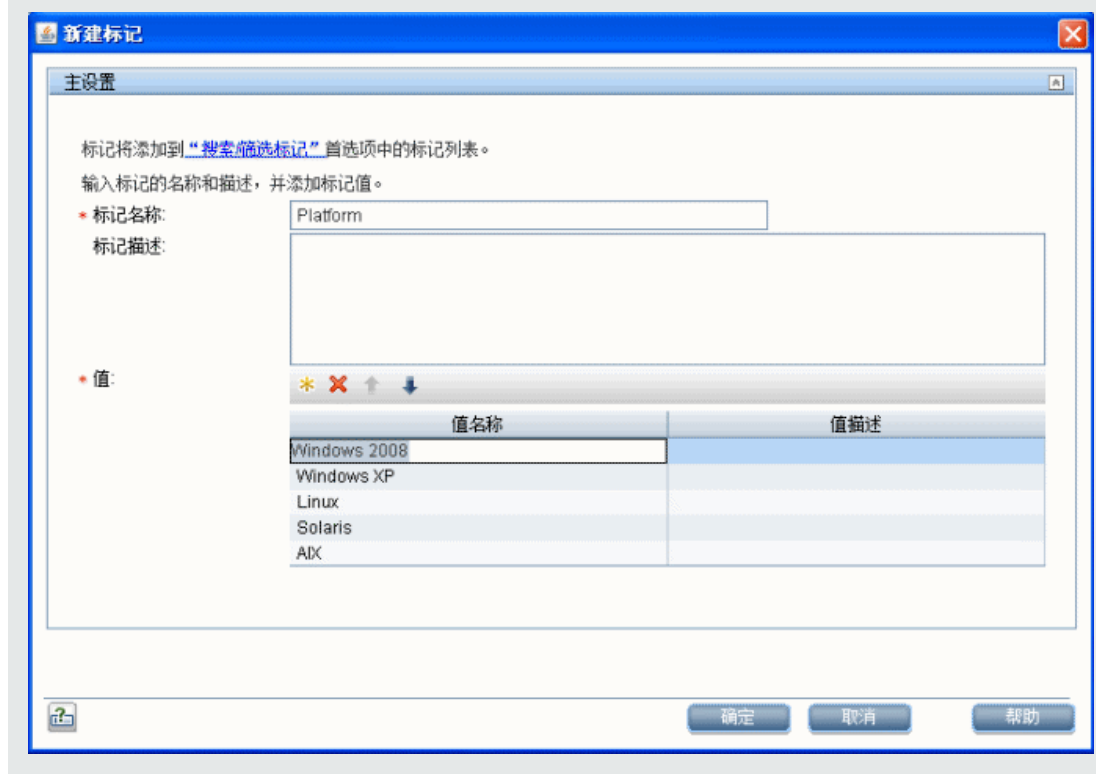 新建标记
主设置
标记将添加到“搜索/筛选标记”首选项中的标记列表。
输入标记的名称和描述，并添加标记值。
* 标记名称: Platform
标记描述:
* 值:
值名称 值描述
Windows 2008
Windows XP
Linux
Solaris
AIX
确定 取消 帮助